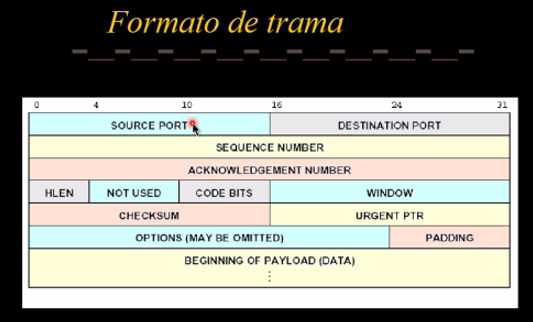 Formato de trama
0 4 10 16 24 31
SOURCE PORT DESTINATION PORT
SEQUENCE NUMBER
ACKNOWLEDGEMENT NUMBER
HLEN NOT USED CODE BITS WINDOW
CHECKSUM URGENT PTR
OPTIONS (MAY BE OMITTED) PADDING
BEGINNING OF PAYLOAD (DATA)